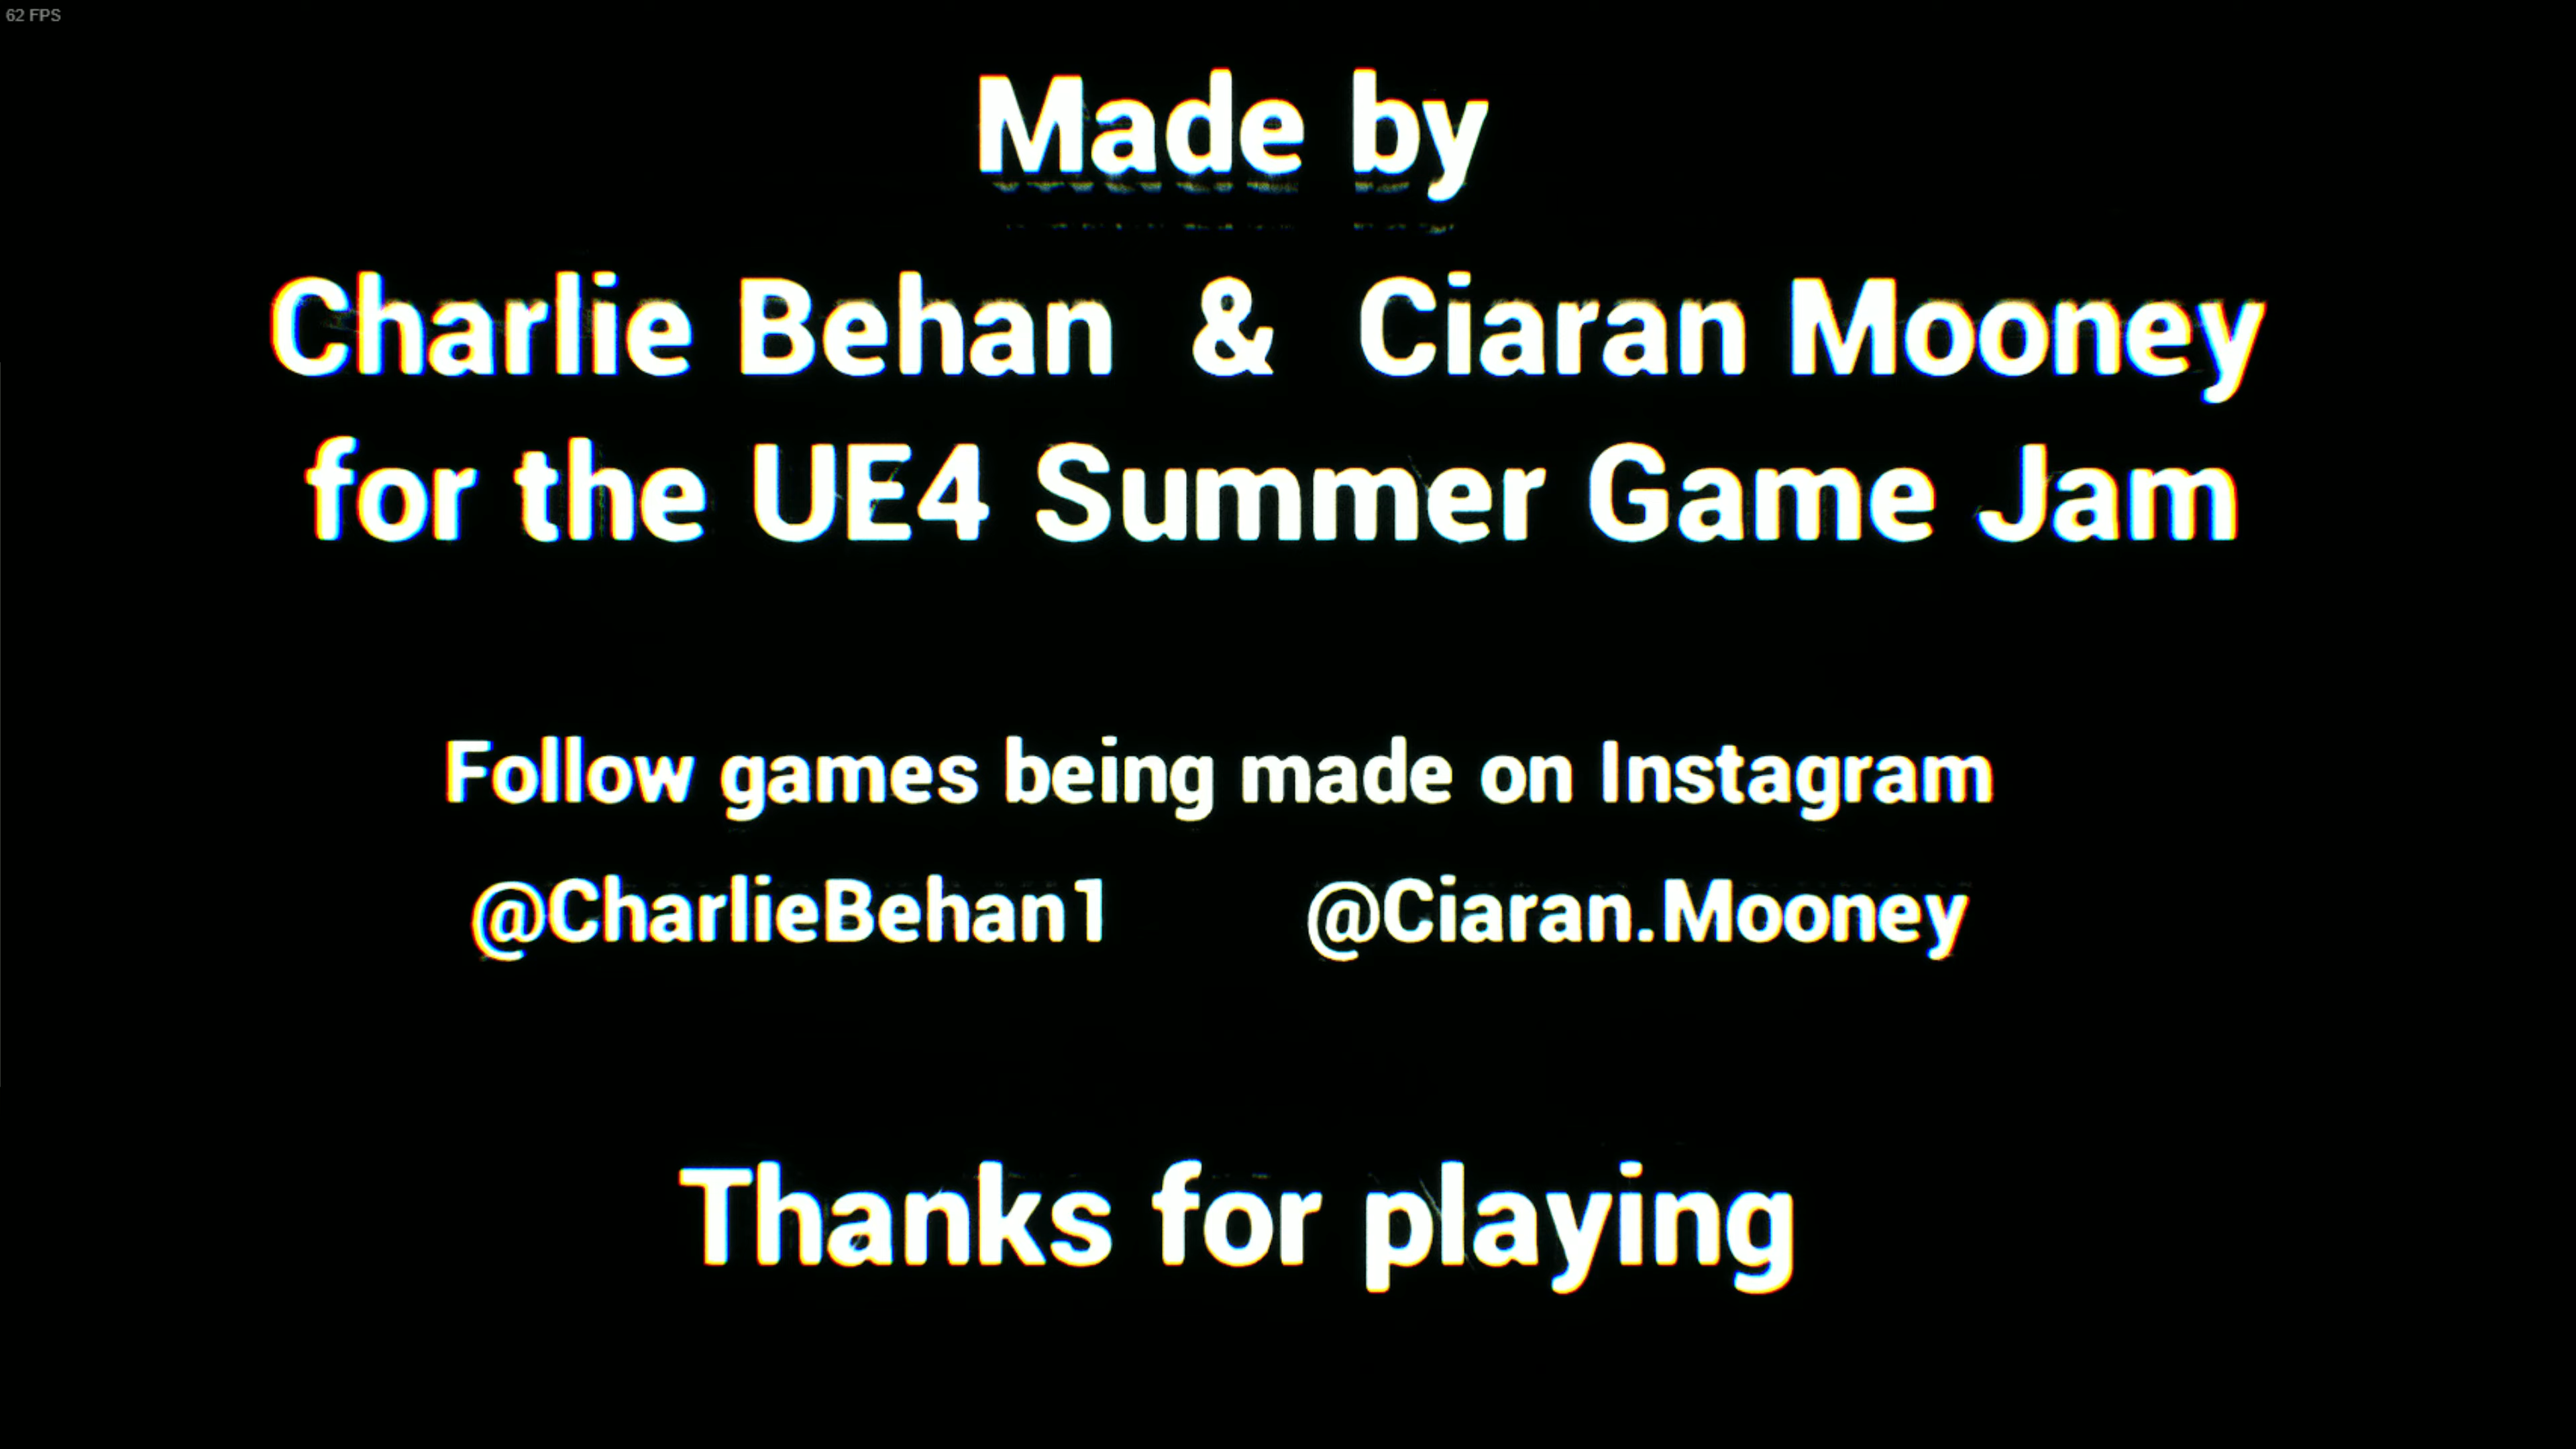 62 FPS
Made by
Charlie Behan & Ciaran Mooney
for the UE4 Summer Game Jam
Follow games being made on Instagram
@CharlieBehan1 @Ciaran.Mooney
Thanks for playing